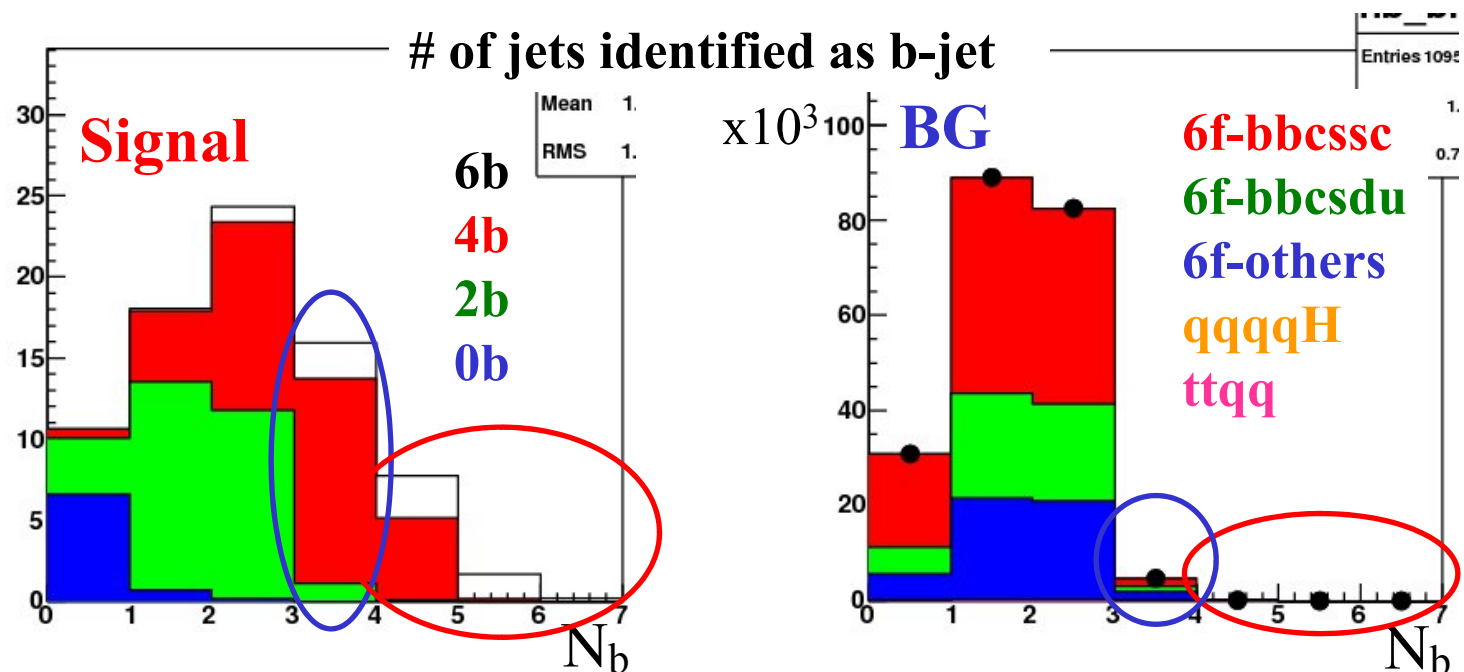 # of jets identified as b-jet
Entries 1095
Signal
Mean 1.
RMS 1.
6b
4b
2b
0b
30
25
20
15
10
5
0
0 1 2 3 4 5 6 7
Nb
x10³
BG
1.
0.7
6f-bbcssc
6f-bbcsdu
6f-others
qqqqH
ttqq
100
80
60
40
20
0
0 1 2 3 4 5 6 7
Nb